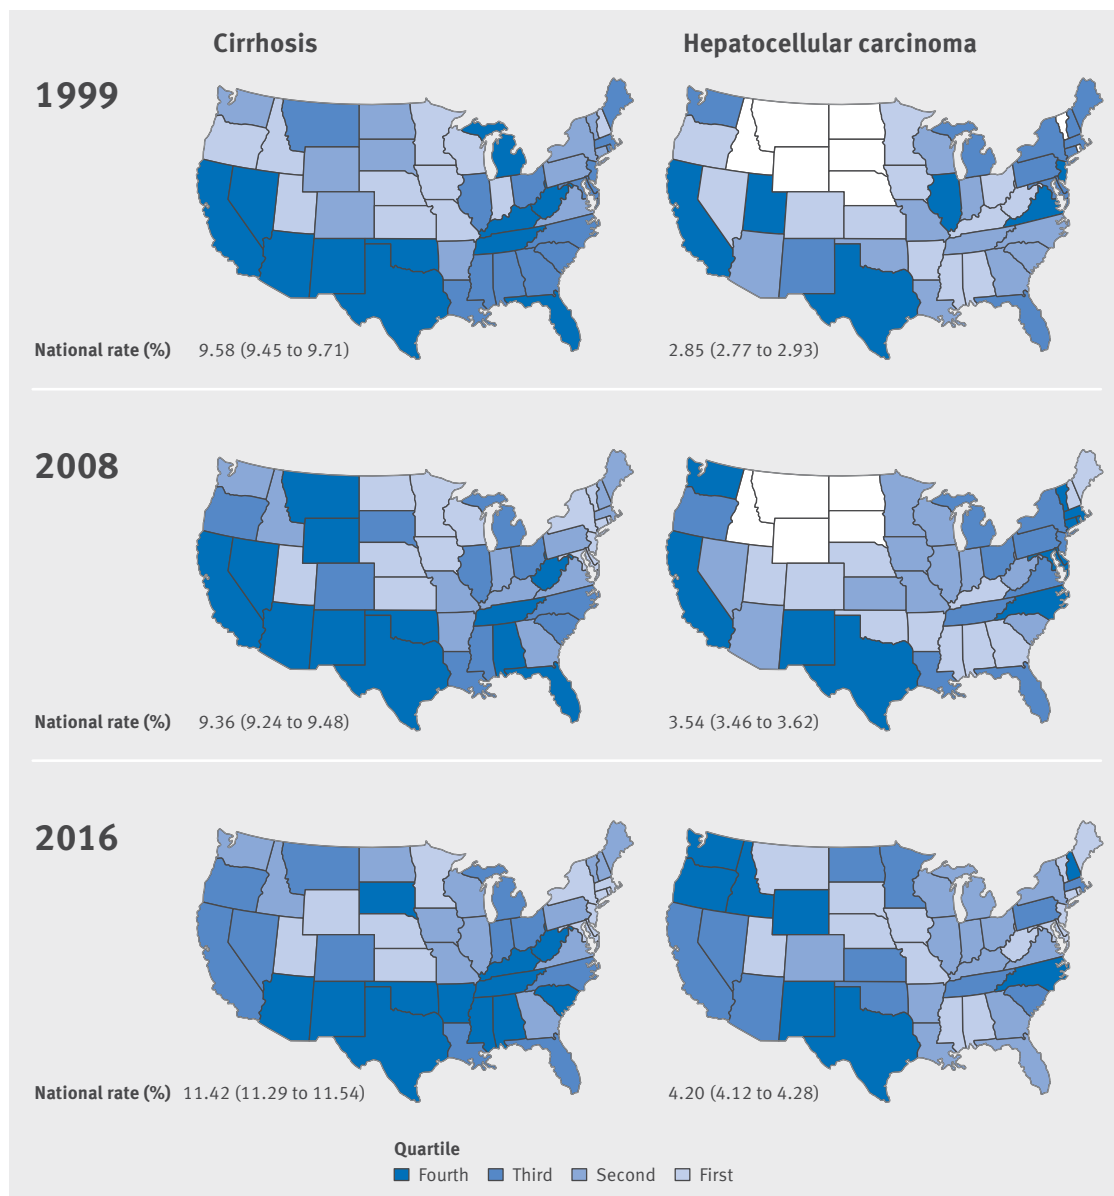 Cirrhosis Hepatocellular carcinoma
1999
National rate (%) 9.58 (9.45 to 9.71) 2.85 (2.77 to 2.93)
2008
National rate (%) 9.36 (9.24 to 9.48) 3.54 (3.46 to 3.62)
2016
National rate (%) 11.42 (11.29 to 11.54) 4.20 (4.12 to 4.28)
Quartile
Fourth Third Second First